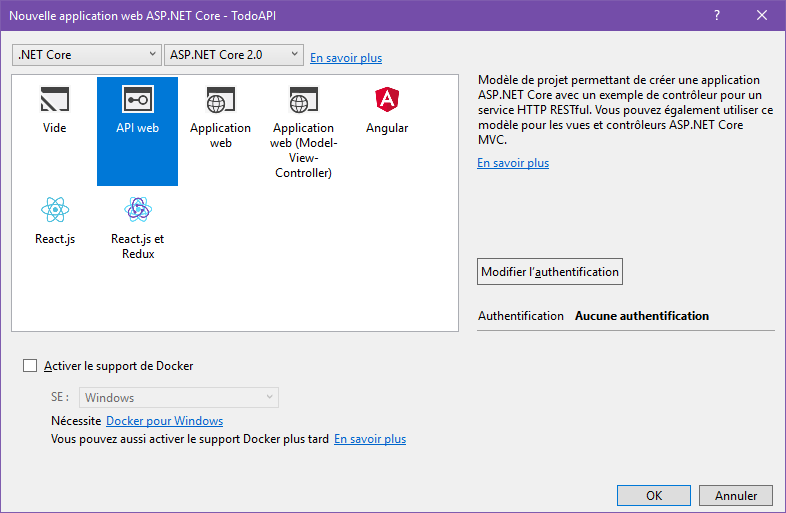 Nouvelle application web ASP.NET Core - TodoAPI
?
.NET Core
ASP.NET Core 2.0
En savoir plus
Vide
API web
Application
web
Application
web (Model-
View-
Controller)
Angular
React.js
React.js et
Redux
Modèle de projet permettant de créer une application
ASP.NET Core avec un exemple de contrôleur pour un
service HTTP RESTful. Vous pouvez également utiliser ce
modèle pour les vues et contrôleurs ASP.NET Core
MVC.
En savoir plus
Modifier l'authentification
Authentification Aucune authentification
Activer le support de Docker
SE : Windows
Nécessite Docker pour Windows
Vous pouvez aussi activer le support Docker plus tard En savoir plus
OK
Annuler